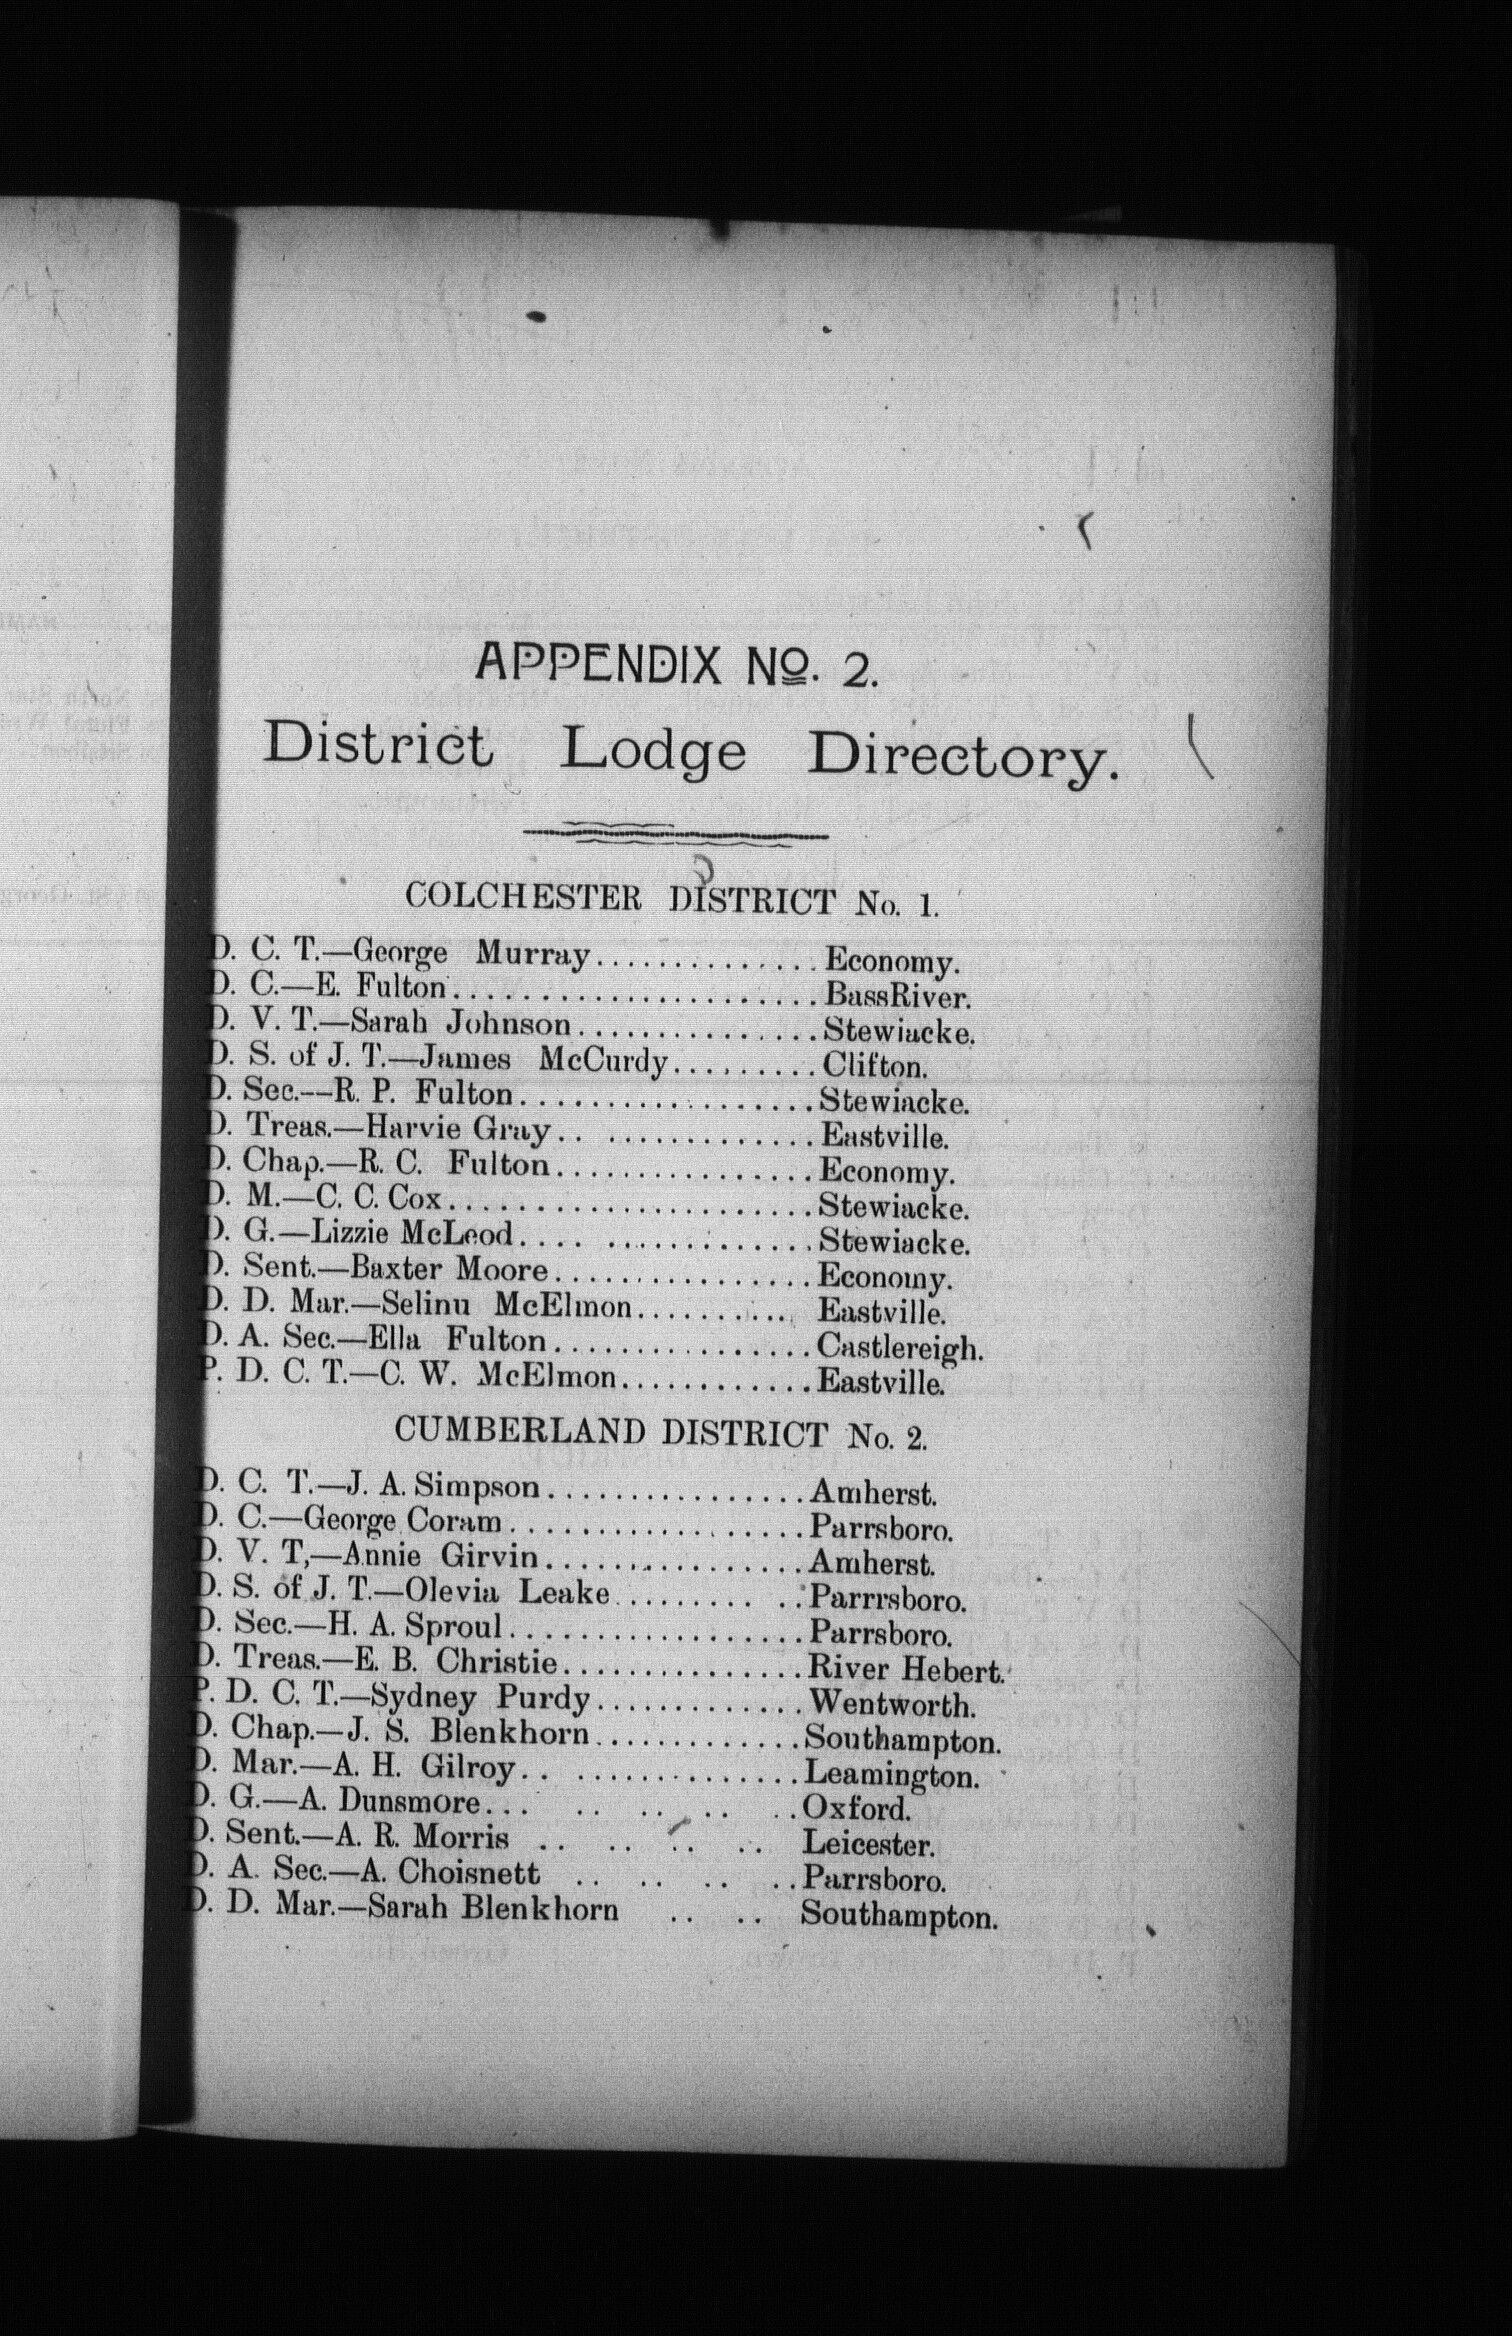 APPENDIX No. 2.
District Lodge Directory.
COLCHESTER DISTRICT No. 1.
D. C. T.—George Murray..............Economy.
D. C.—E. Fulton......................BassRiver.
D. V. T.—Sarah Johnson...............Stewiacke.
D. S. of J. T.—James McCurdy.........Clifton.
D. Sec.--R. P. Fulton..................Stewiacke.
D. Treas.—Harvie Gray.. .............Eastville.
D. Chap.—R. C. Fulton................Economy.
D. M.—C. C. Cox......................Stewiacke.
D. G.—Lizzie McLeod.... .............Stewiacke.
D. Sent.—Baxter Moore................Economy.
D. D. Mar.—Selinu McElmon.......... Eastville.
D. A. Sec.—Ella Fulton................Castlereigh.
P. D. C. T.—C. W. McElmon............Eastville.
CUMBERLAND DISTRICT No. 2.
D. C. T.—J. A. Simpson................Amherst.
D. C.—George Coram..................Parrsboro.
D. V. T,—Annie Girvin................Amherst.
D. S. of J. T.—Olevia Leake......... ..Parrrsboro.
D. Sec.—H. A. Sproul..................Parrsboro.
D. Treas.—E. B. Christie...............River Hebert.
P. D. C. T.—Sydney Purdy.............Wentworth.
D. Chap.—J. S. Blenkhorn.............Southampton.
D. Mar.—A. H. Gilroy.. ..............Leamington.
D. G.—A. Dunsmore... .. .. .. ..Oxford.
D. Sent.—A. R. Morris .. .. .. .. Leicester.
D. A. Sec.—A. Choisnett .. .. .. ..Parrsboro.
D. D. Mar.—Sarah Blenkhorn .. .. Southampton.